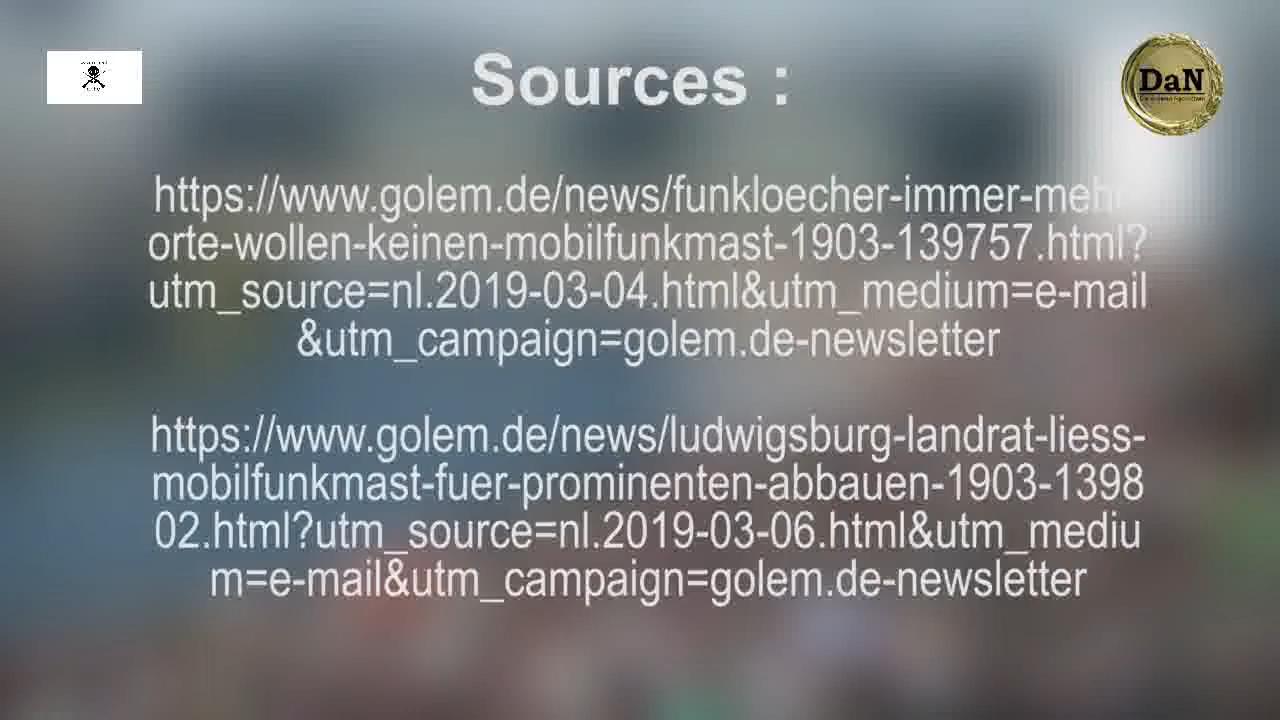 Sources :
DaN
https://www.golem.de/news/funkloecher-immer-mehr-
orte-wollen-keinen-mobilfunkmast-1903-139757.html?
utm_source=nl.2019-03-04.html&utm_medium=e-mail
&utm_campaign=golem.de-newsletter
https://www.golem.de/news/ludwigsburg-landrat-liess-
mobilfunkmast-fuer-prominenten-abbauen-1903-1398
02.html?utm_source=nl.2019-03-06.html&utm_mediu
m=e-mail&utm_campaign=golem.de-newsletter